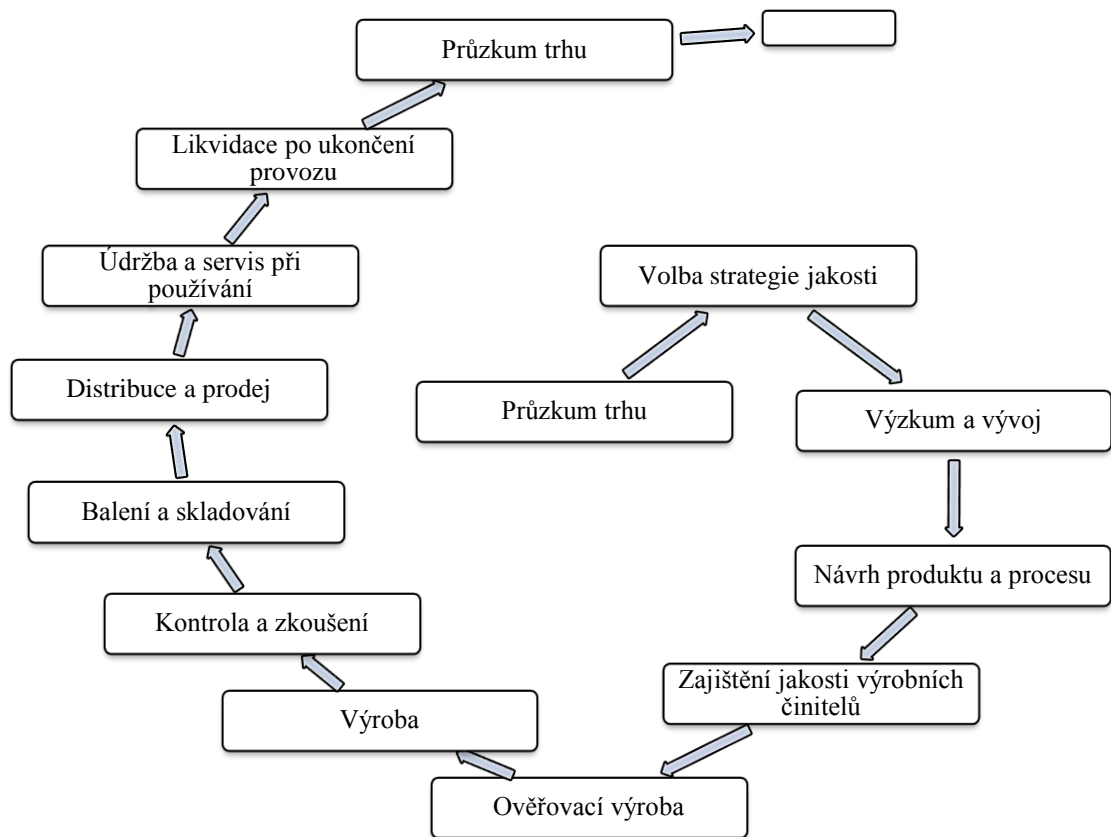 Průzkum trhu
Likvidace po ukončení
provozu
Údržba a servis při
používání
Volba strategie jakosti
Distribuce a prodej
Průzkum trhu
Výzkum a vývoj
Balení a skladování
Návrh produktu a procesu
Kontrola a zkoušení
Zajištění jakosti výrobních
činitelů
Výroba
Ověřovací výroba